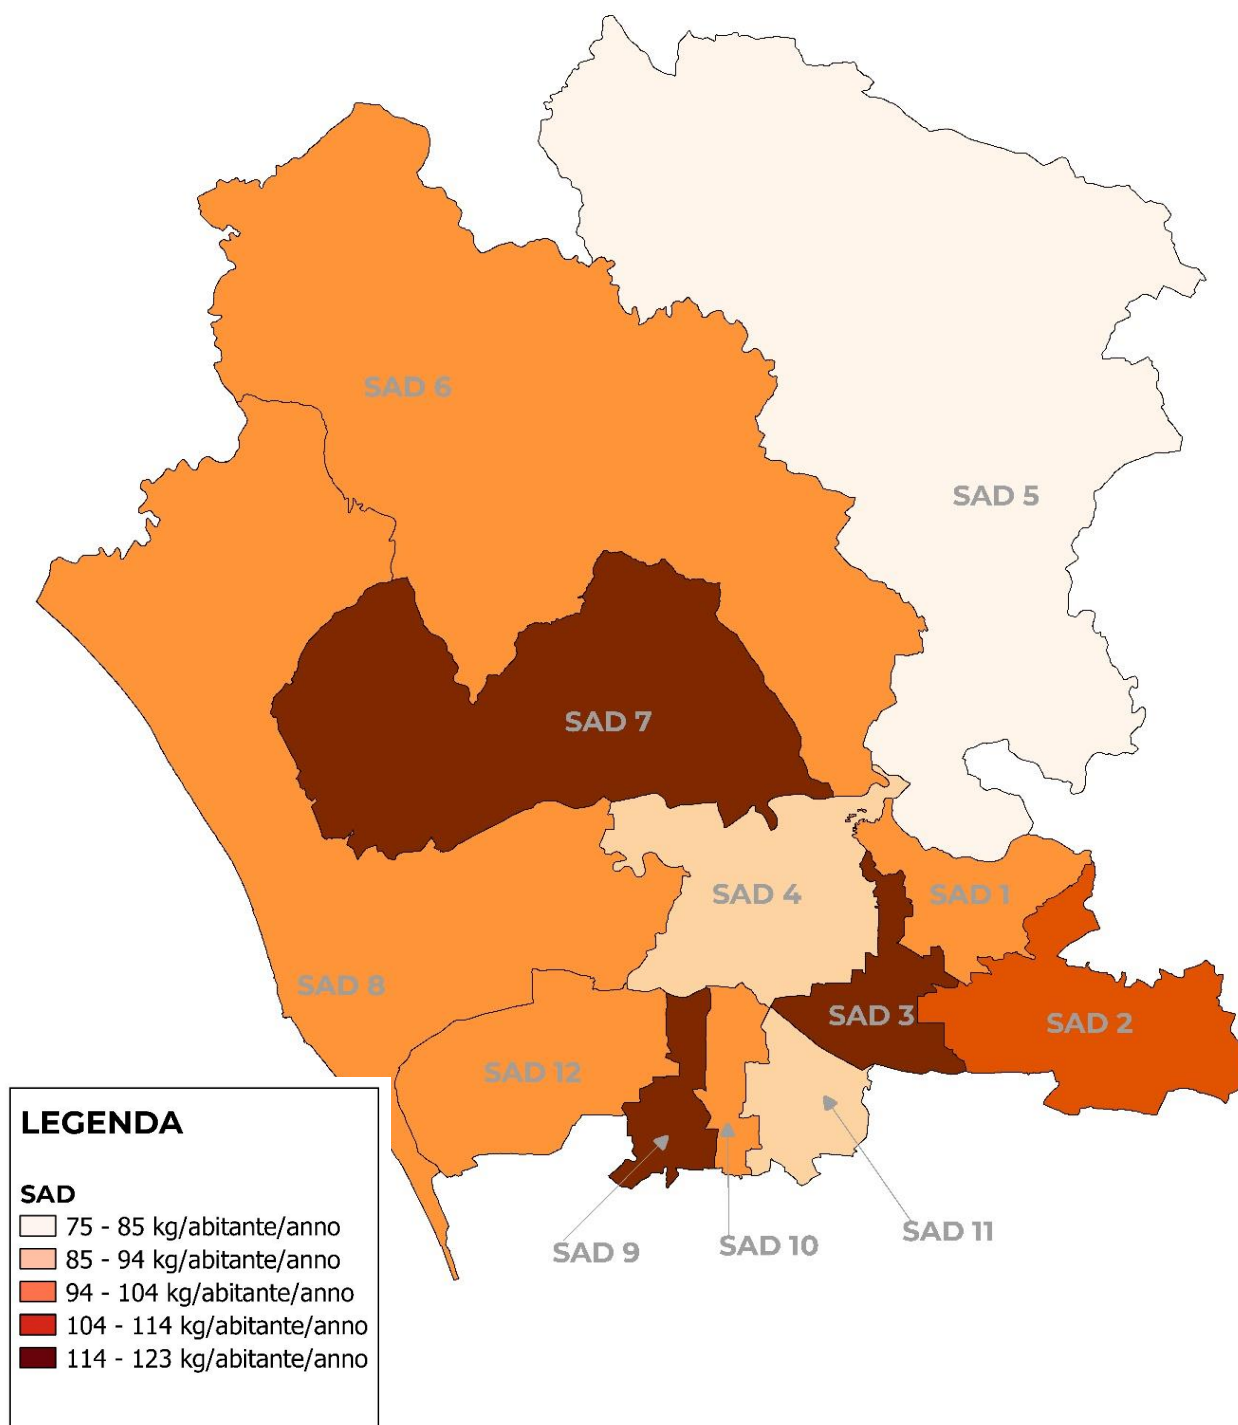 SAD 6
SAD 5
SAD 7
SAD 4
SAD 1
SAD 8
SAD 3
SAD 2
SAD 12
SAD 9
SAD 10
SAD 11
LEGENDA
SAD
75 - 85 kg/abitante/anno
85 - 94 kg/abitante/anno
94 - 104 kg/abitante/anno
104 - 114 kg/abitante/anno
114 - 123 kg/abitante/anno